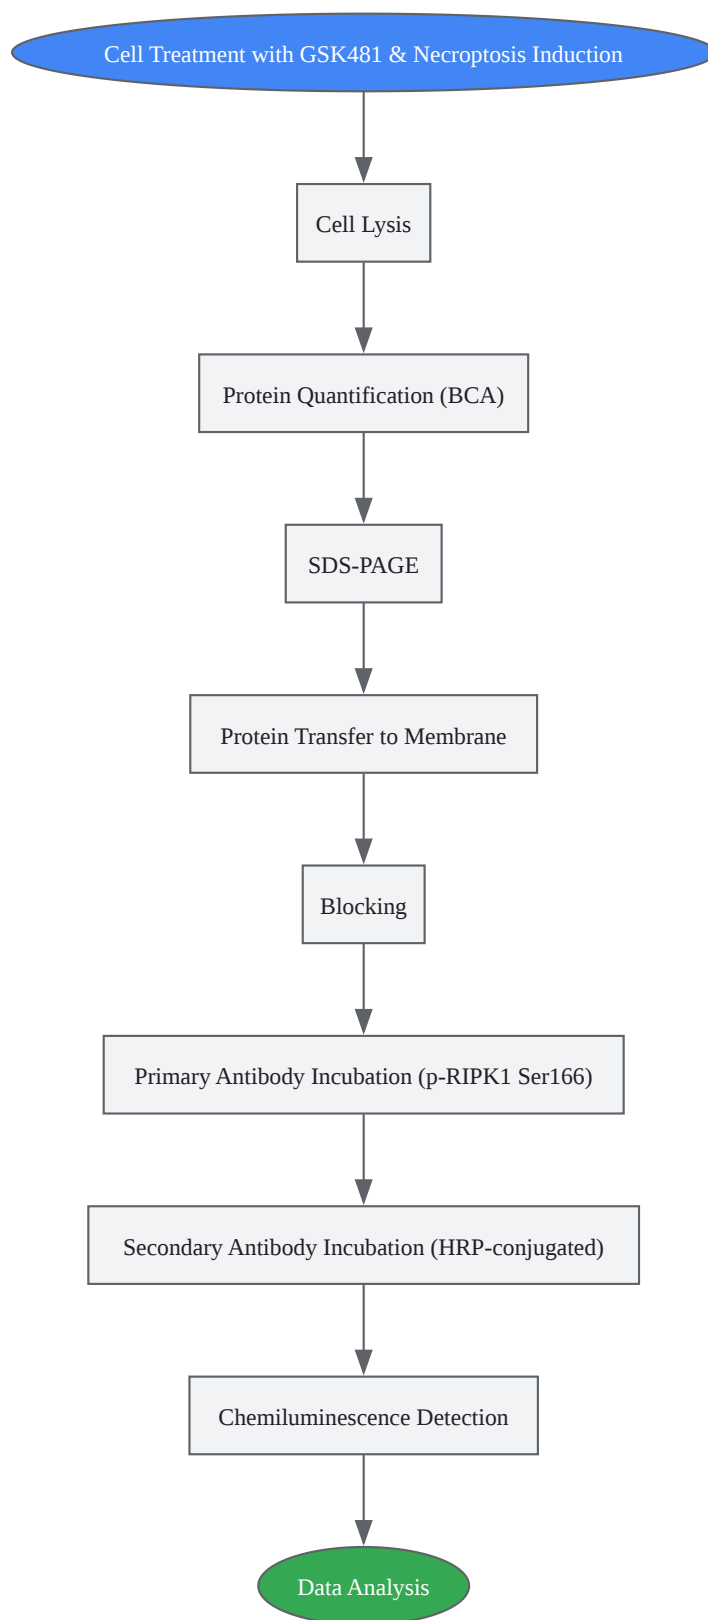 Cell Treatment with GSK481 & Necroptosis Induction
Cell Lysis
Protein Quantification (BCA)
SDS-PAGE
Protein Transfer to Membrane
Blocking
Primary Antibody Incubation (p-RIPK1 Ser166)
Secondary Antibody Incubation (HRP-conjugated)
Chemiluminescence Detection
Data Analysis